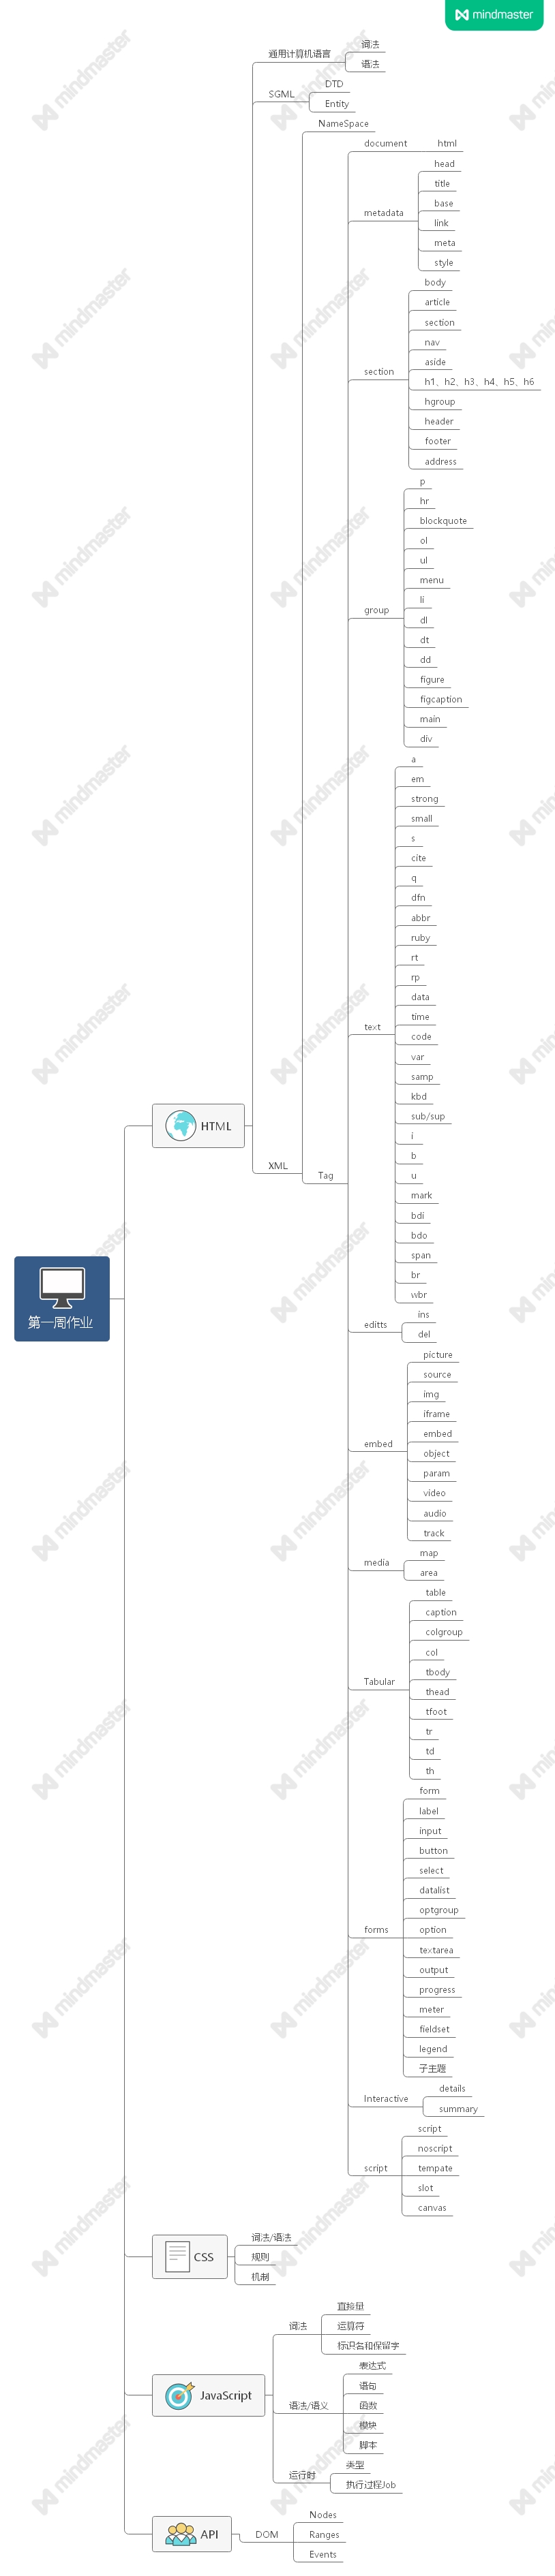 mindmaster
通用计算机语言
词法
语法
SGML
DTD
Entity
NameSpace
document
html
metadata
head
title
base
link
meta
style
section
body
article
section
nav
aside
h1、h2、h3、h4、h5、h6
hgroup
header
footer
address
group
p
hr
blockquote
ol
ul
menu
li
dl
dt
dd
figure
figcaption
main
div
text
a
em
strong
small
s
cite
q
dfn
abbr
ruby
rt
rp
data
time
code
var
samp
kbd
sub/sup
i
b
u
mark
bdi
bdo
span
br
wbr
HTML
XML
Tag
第一周作业
editts
ins
del
embed
picture
source
img
iframe
embed
object
param
video
audio
track
media
map
area
Tabular
table
caption
colgroup
col
tbody
thead
tfoot
tr
td
th
forms
form
label
input
button
select
datalist
optgroup
option
textarea
output
progress
meter
fieldset
legend
子主题
Interactive
details
summary
script
script
noscript
tempate
slot
canvas
CSS
词法/语法
规则
机制
JavaScript
词法
直接量
运算符
标识名和保留字
语法/语义
表达式
语句
函数
模块
脚本
运行时
类型
执行过程Job
API
DOM
Nodes
Ranges
Events